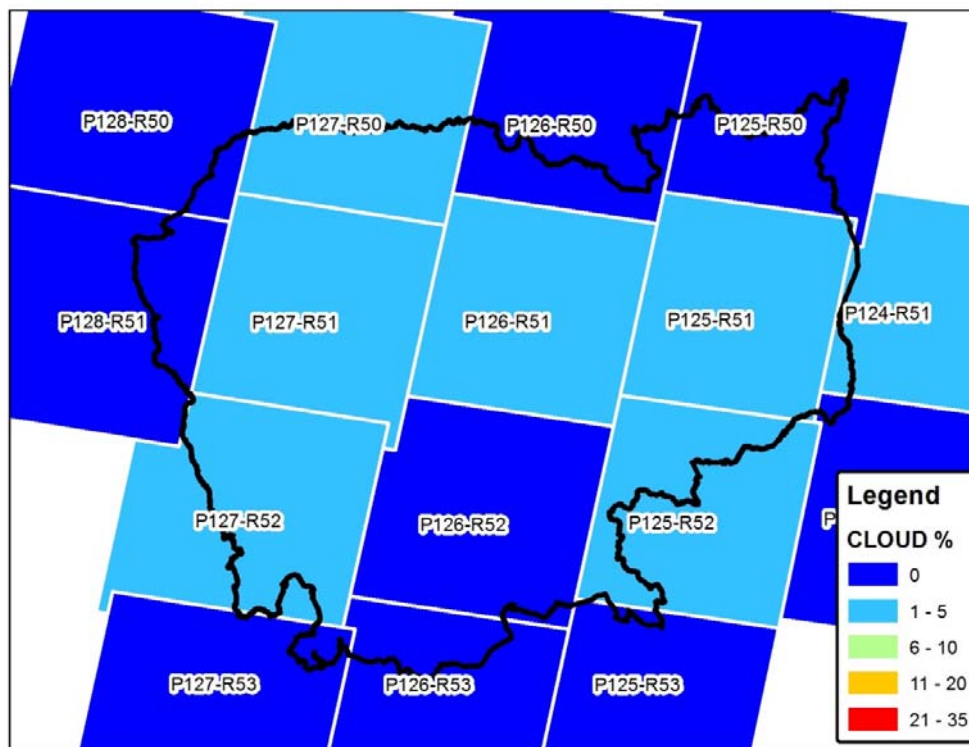 P128-R50
P127-R50
P126-R50
P125-R50
P128-R51
P127-R51
P126-R51
P125-R51
P124-R51
P127-R52
P126-R52
P125-R52
P127-R53
P126-R53
P125-R53
Legend
CLOUD %
0
1 - 5
6 - 10
11 - 20
21 - 35